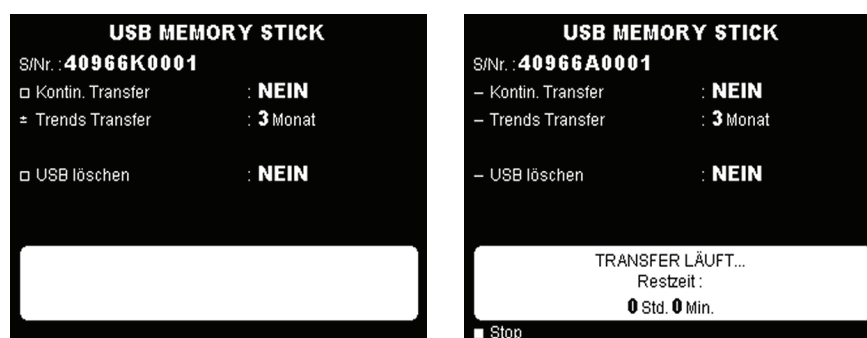 USB MEMORY STICK
S/Nr. : 40966K0001
Kontin. Transfer : NEIN
± Trends Transfer : 3 Monat
USB löschen : NEIN
USB MEMORY STICK
S/Nr. : 40966A0001
– Kontin. Transfer : NEIN
– Trends Transfer : 3 Monat
– USB löschen : NEIN
TRANSFER LÄUFT...
Restzeit :
0 Std. 0 Min.
Stop